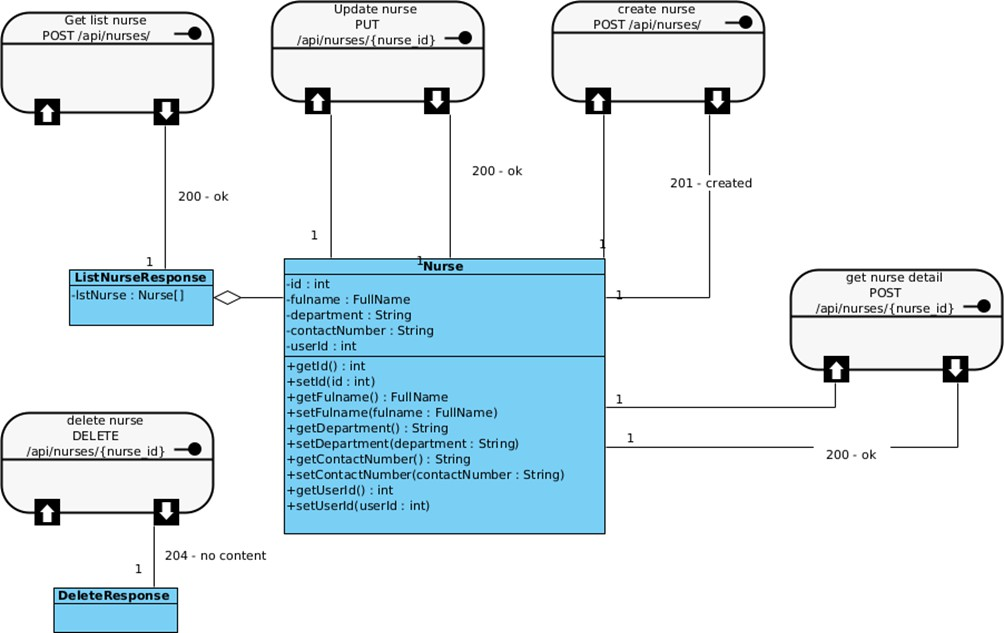 Get list nurse
POST /api/nurses/
Update nurse
PUT
/api/nurses/{nurse_id}
create nurse
POST /api/nurses/
200 - ok
200 - ok
201 - created
1
1
1
1
ListNurseResponse
-lstNurse : Nurse[]
Nurse
-id : int
-fulname : FullName
-department : String
-contactNumber : String
-userId : int
+getId() : int
+setId(id : int)
+getFulname() : FullName
+setFulname(fulname : FullName)
+getDepartment() : String
+setDepartment(department : String)
+getContactNumber() : String
+setContactNumber(contactNumber : String)
+getUserId() : int
+setUserId(userId : int)
1
get nurse detail
POST
/api/nurses/{nurse_id}
1
1
200 - ok
delete nurse
DELETE
/api/nurses/{nurse_id}
204 - no content
1
DeleteResponse